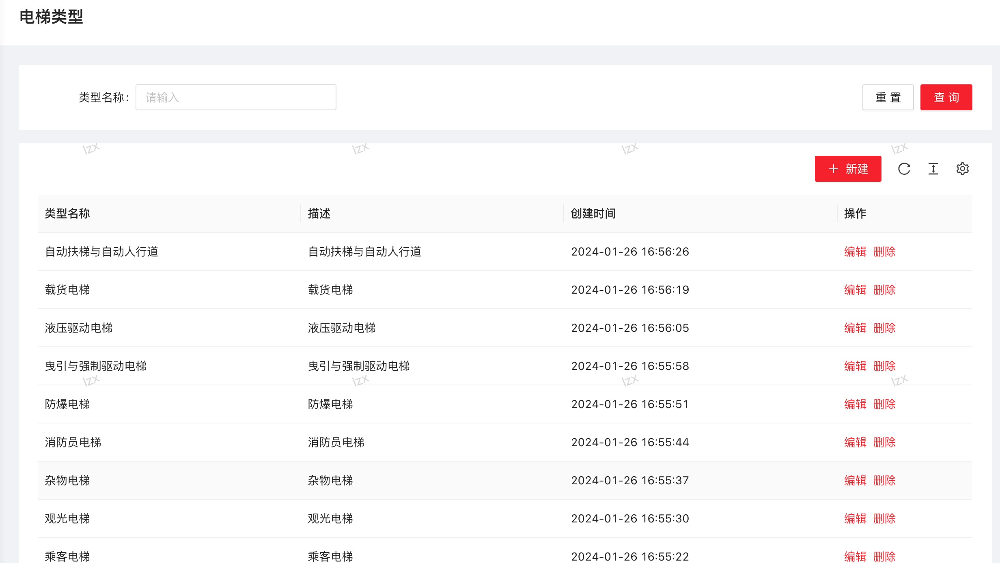 电梯类型
类型名称: 请输入 重 置 查 询
lzx lzx lzx lzx
+ 新建
类型名称 描述 创建时间 操作
自动扶梯与自动人行道 自动扶梯与自动人行道 2024-01-26 16:56:26 编辑 删除
载货电梯 载货电梯 2024-01-26 16:56:19 编辑 删除
液压驱动电梯 液压驱动电梯 2024-01-26 16:56:05 编辑 删除
曳引与强制驱动电梯 曳引与强制驱动电梯 2024-01-26 16:55:58 编辑 删除
lzx lzx lzx lzx
防爆电梯 防爆电梯 2024-01-26 16:55:51 编辑 删除
消防员电梯 消防员电梯 2024-01-26 16:55:44 编辑 删除
杂物电梯 杂物电梯 2024-01-26 16:55:37 编辑 删除
观光电梯 观光电梯 2024-01-26 16:55:30 编辑 删除
乘客电梯 乘客电梯 2024-01-26 16:55:22 编辑 删除